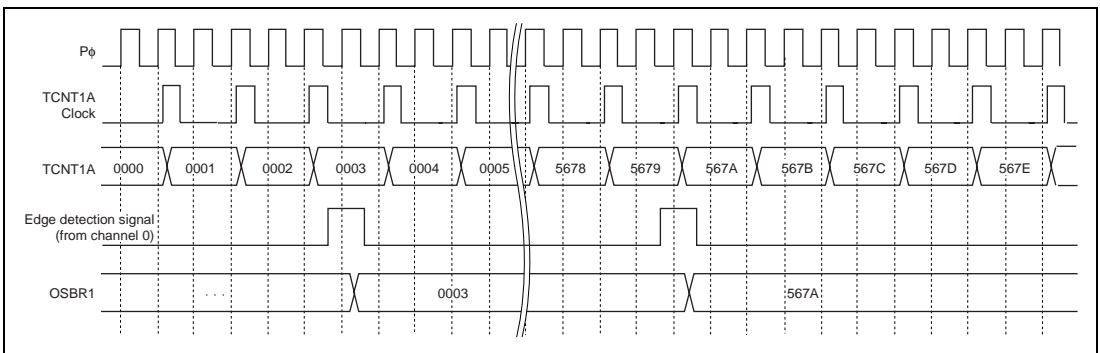 Pφ
TCNT1A
Clock
TCNT1A 0000 0001 0002 0003 0004 0005 5678 5679 567A 567B 567C 567D 567E
Edge detection signal
(from channel 0)
OSBR1 . . . 0003 567A